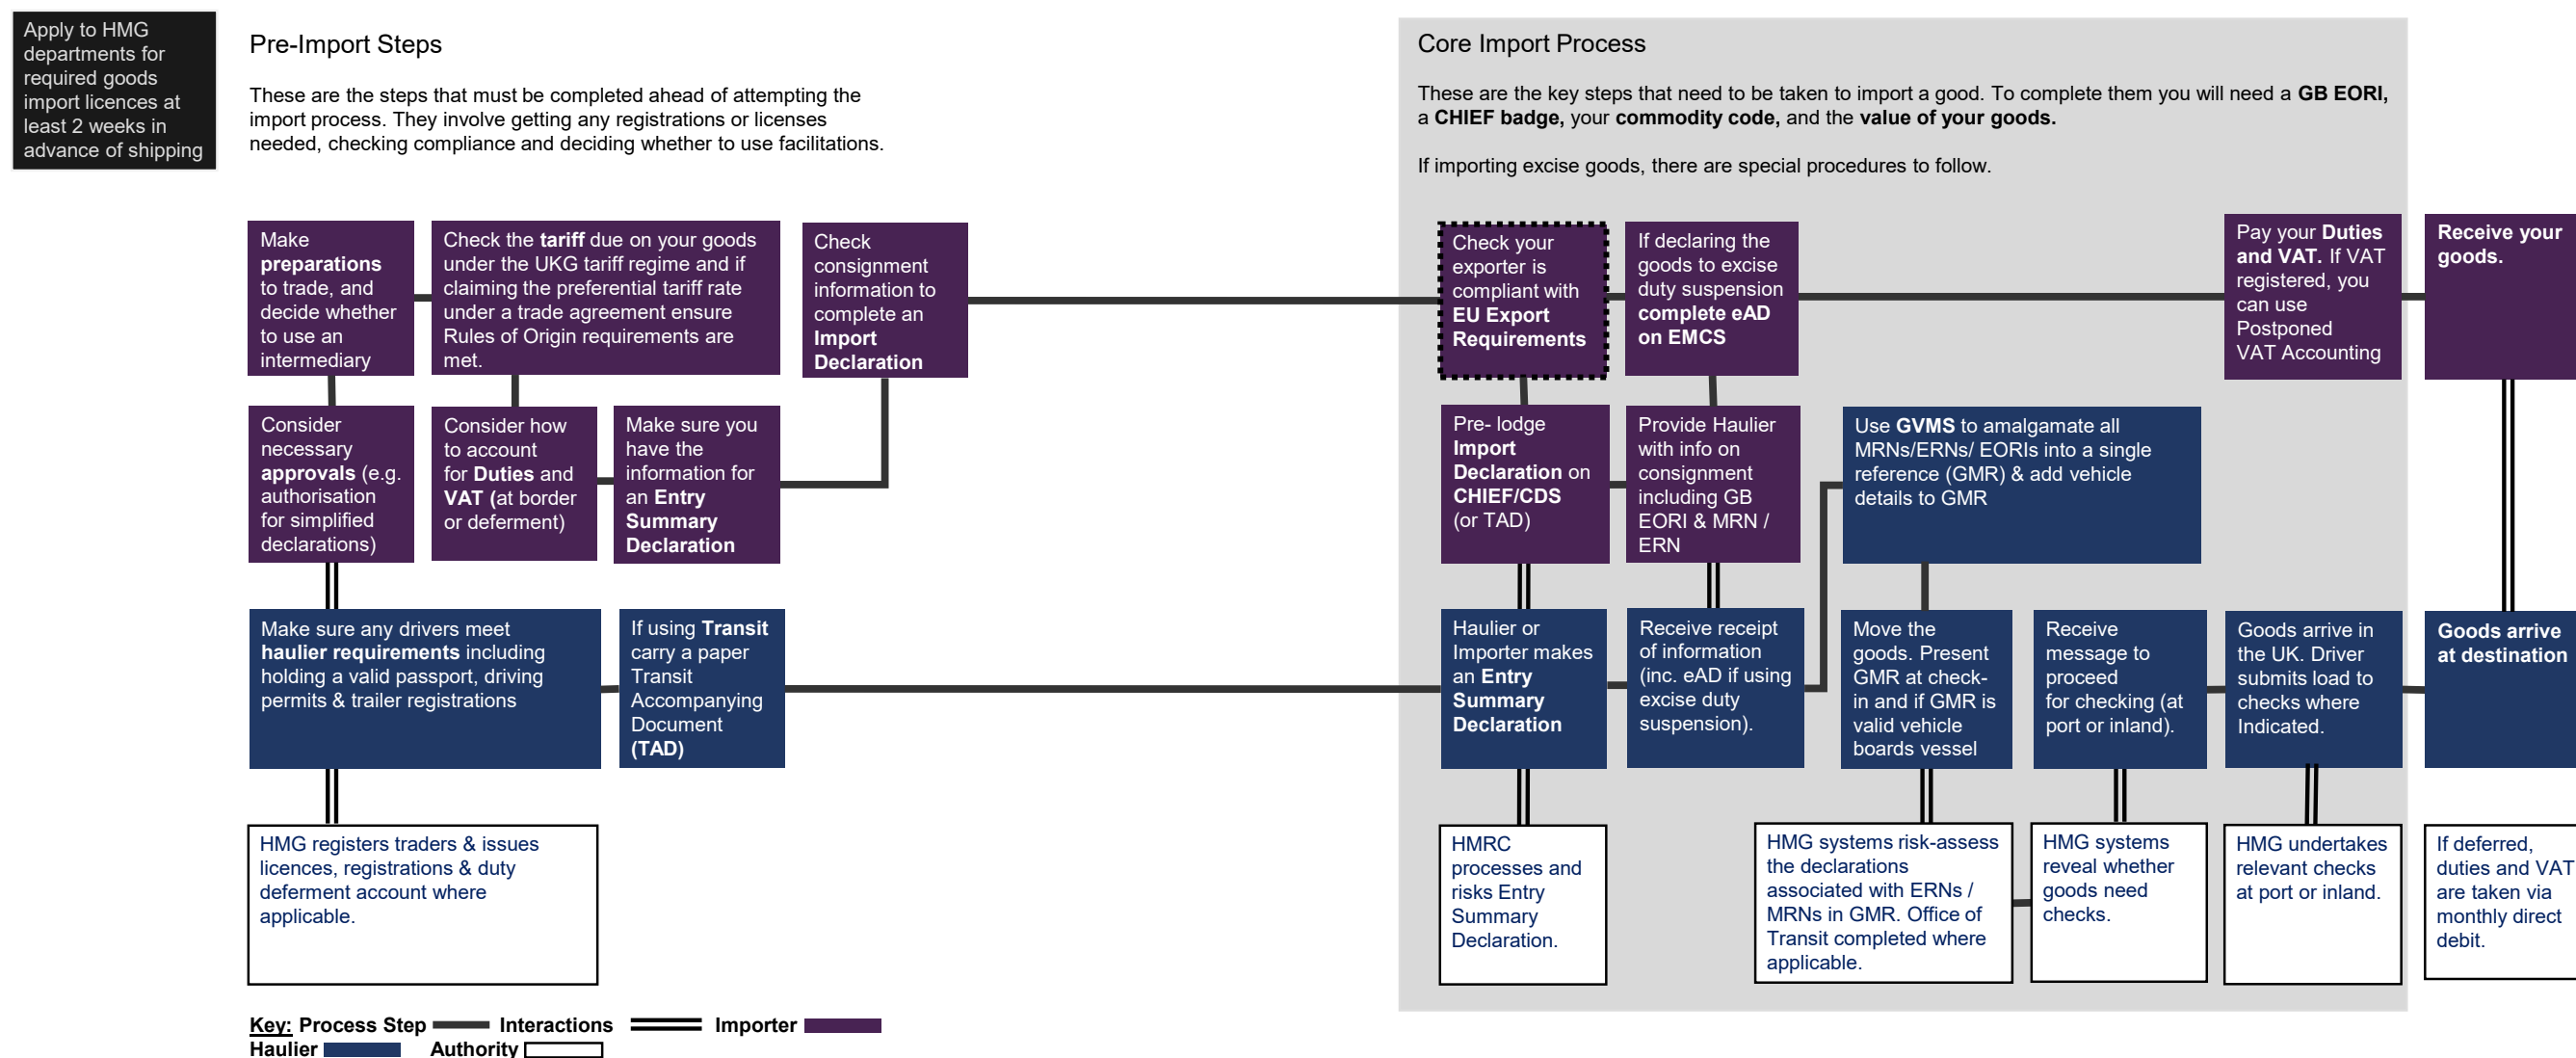 Apply to HMG
departments for
required goods
import licences at
least 2 weeks in
advance of shipping
Pre-Import Steps
These are the steps that must be completed ahead of attempting the
import process. They involve getting any registrations or licenses
needed, checking compliance and deciding whether to use facilitations.
Core Import Process
These are the key steps that need to be taken to import a good. To complete them you will need a GB EORI,
a CHIEF badge, your commodity code, and the value of your goods.
If importing excise goods, there are special procedures to follow.
Make
preparations
to trade, and
decide whether
to use an
intermediary
Check the tariff due on your goods
under the UKG tariff regime and if
claiming the preferential tariff rate
under a trade agreement ensure
Rules of Origin requirements are
met.
Check
consignment
information to
complete an
Import
Declaration
Check your
exporter is
compliant with
EU Export
Requirements
If declaring the
goods to excise
duty suspension
complete eAD
on EMCS
Pay your Duties
and VAT. If VAT
registered, you
can use
Postponed
VAT Accounting
Receive your
goods.
Consider
necessary
approvals (e.g.
authorisation
for simplified
declarations)
Consider how
to account
for Duties and
VAT (at border
or deferment)
Make sure you
have the
information for
an Entry
Summary
Declaration
Pre- lodge
Import
Declaration on
CHIEF/CDS
(or TAD)
Provide Haulier
with info on
consignment
including GB
EORI & MRN /
ERN
Use GVMS to amalgamate all
MRNs/ERNs/ EORIs into a single
reference (GMR) & add vehicle
details to GMR
Make sure any drivers meet
haulier requirements including
holding a valid passport, driving
permits & trailer registrations
If using Transit
carry a paper
Transit
Accompanying
Document
(TAD)
Haulier or
Importer makes
an Entry
Summary
Declaration
Receive receipt
of information
(inc. eAD if using
excise duty
suspension).
Move the
goods. Present
GMR at check-
in and if GMR is
valid vehicle
boards vessel
Receive
message to
proceed
for checking (at
port or inland).
Goods arrive in
the UK. Driver
submits load to
checks where
Indicated.
Goods arrive
at destination
HMG registers traders & issues
licences, registrations & duty
deferment account where
applicable.
HMRC
processes and
risks Entry
Summary
Declaration.
HMG systems risk-assess
the declarations
associated with ERNs /
MRNs in GMR. Office of
Transit completed where
applicable.
HMG systems
reveal whether
goods need
checks.
HMG undertakes
relevant checks
at port or inland.
If deferred,
duties and VAT
are taken via
monthly direct
debit.
Key: Process Step Interactions Importer
Haulier Authority